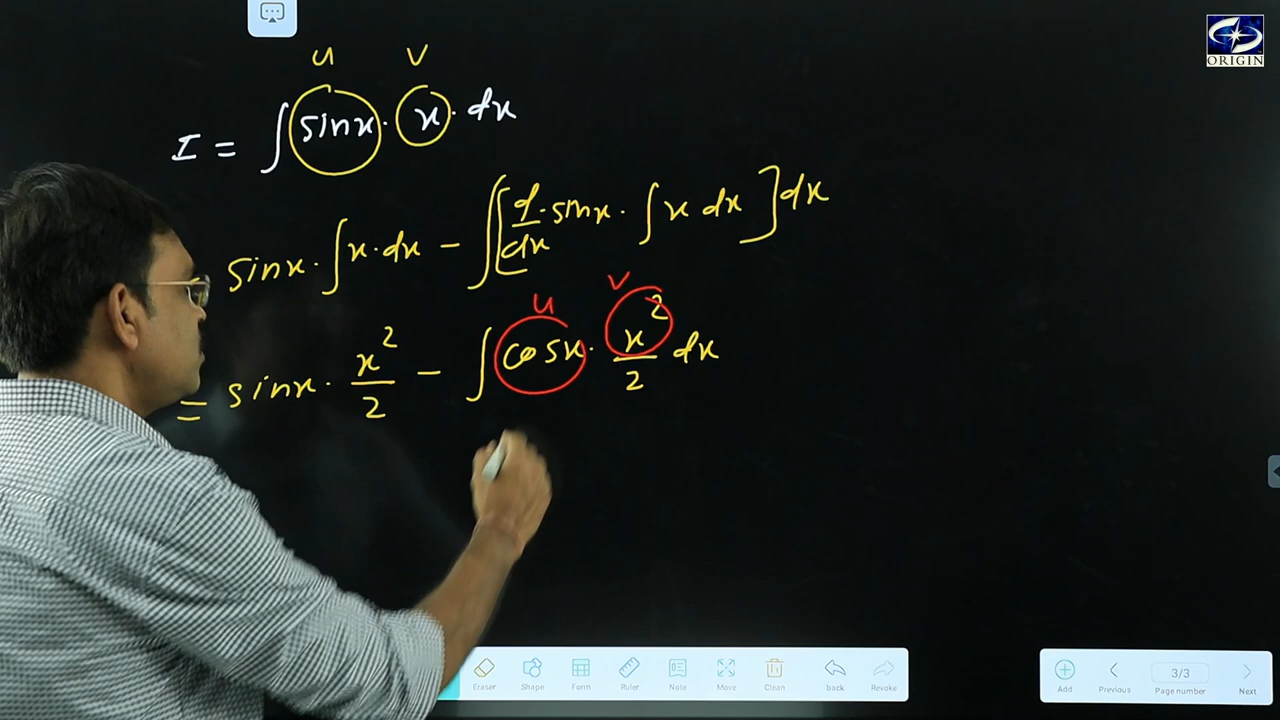 ORIGIN
u v
I = ∫ sinx · x · dx
sinx · ∫ x · dx − ∫[d/dx · sinx · ∫ x dx] dx
u v
= sinx · x²/2 − ∫ cosx · x²/2 dx
Eraser Shape Form Ruler Note Move Clean back Revoke
Add Previous 3/3 Page number Next